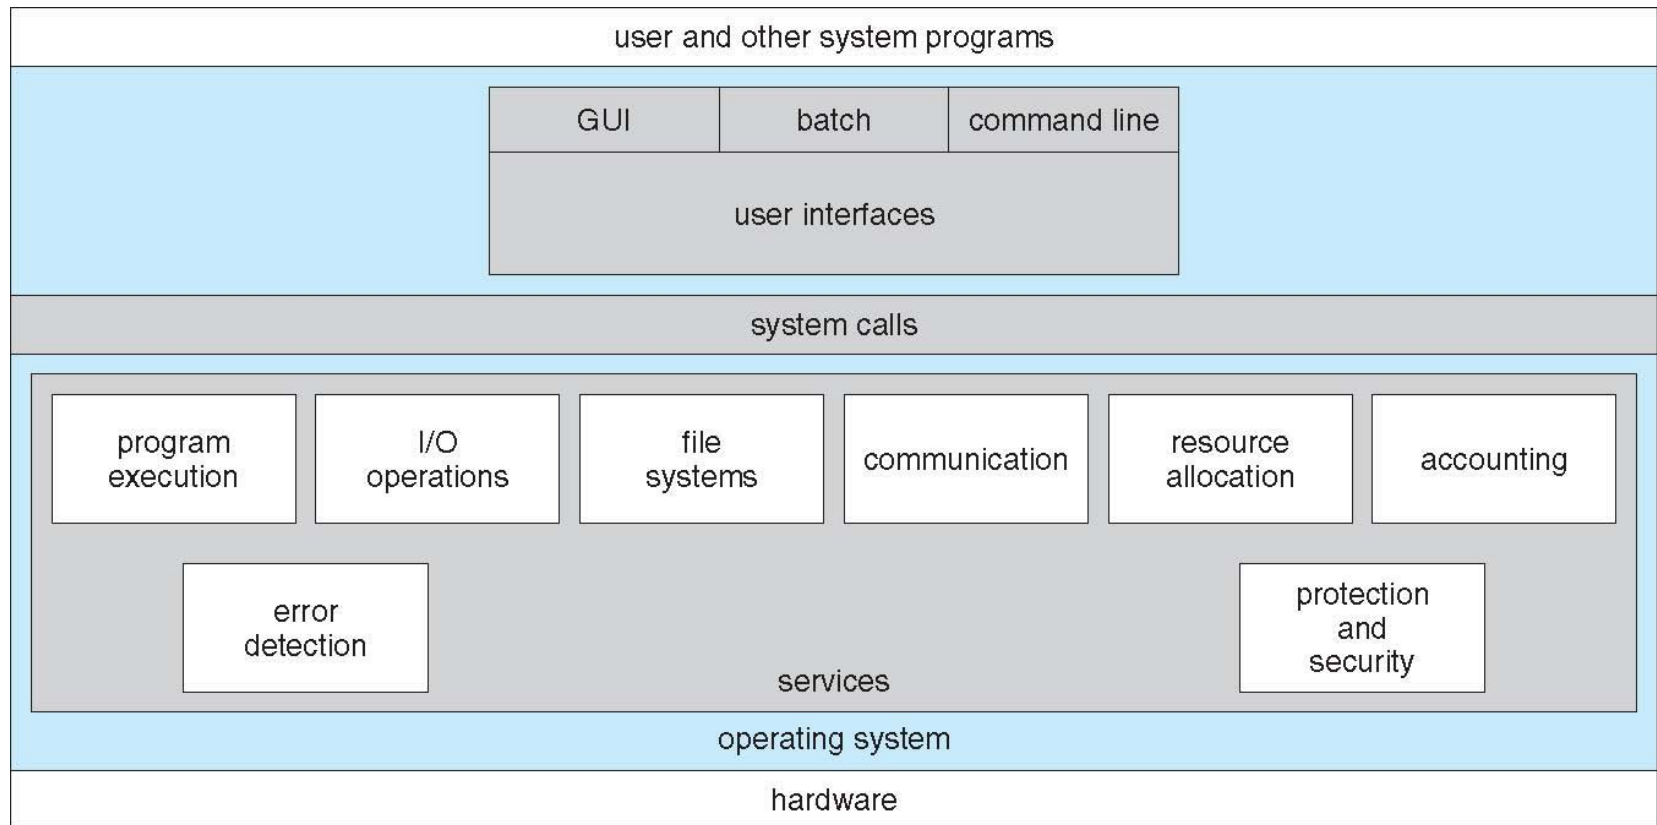 user and other system programs
GUI
batch
command line
user interfaces
system calls
program
execution
I/O
operations
file
systems
communication
resource
allocation
accounting
error
detection
protection
and
security
services
operating system
hardware